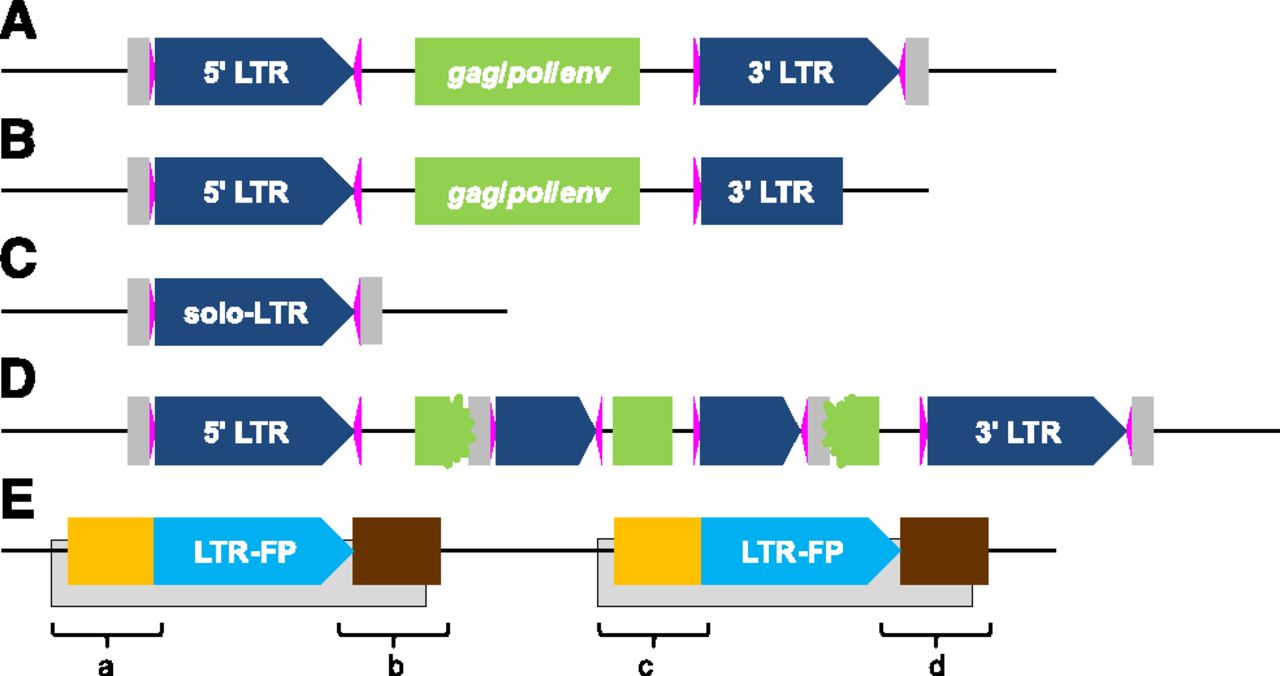 A
5' LTR gag/pol/env 3' LTR
B
5' LTR gag/pol/env 3' LTR
C
solo-LTR
D
5' LTR 3' LTR
E
LTR-FP LTR-FP
a b c d